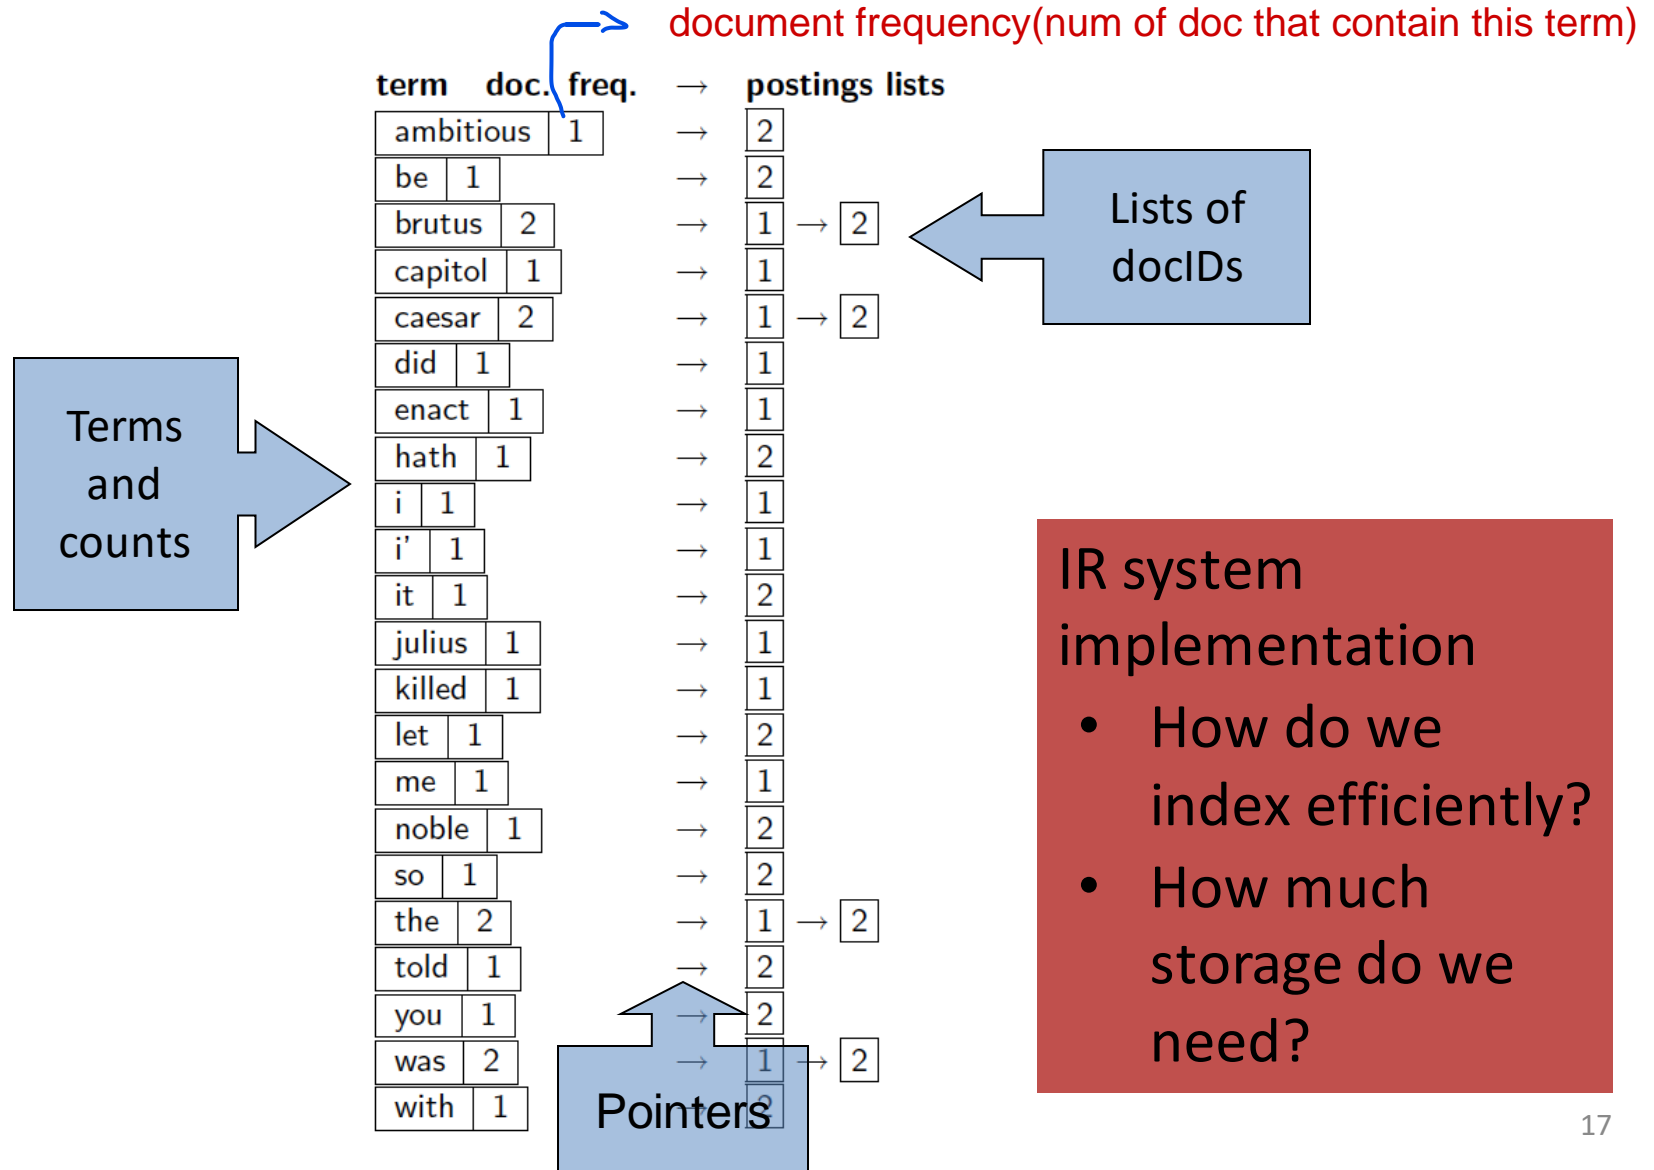 document frequency(num of doc that contain this term)
term doc. freq. → postings lists
ambitious 1 → 2
be 1 → 2
brutus 2 → 1 → 2
capitol 1 → 1
caesar 2 → 1 → 2
did 1 → 1
enact 1 → 1
hath 1 → 2
i 1 → 1
i' 1 → 1
it 1 → 2
julius 1 → 1
killed 1 → 1
let 1 → 2
me 1 → 1
noble 1 → 2
so 1 → 2
the 2 → 1 → 2
told 1 → 2
you 1 → 2
was 2 → 1 → 2
with 1 → 2
Lists of
docIDs
Terms
and
counts
Pointers
IR system
implementation
• How do we
index efficiently?
• How much
storage do we
need?
17